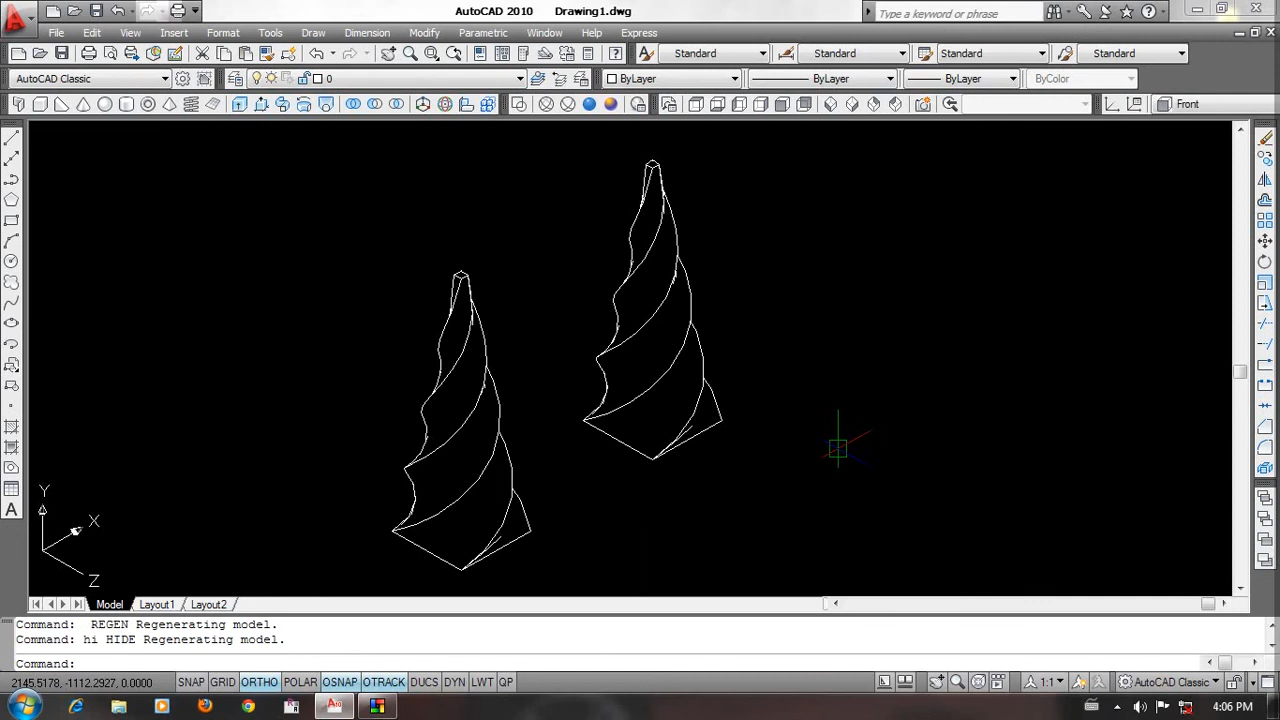 AutoCAD 2010 Drawing1.dwg
Type a keyword or phrase
File Edit View Insert Format Tools Draw Dimension Modify Parametric Window Help Express
Standard Standard Standard Standard
AutoCAD Classic 0 ByLayer ByLayer ByLayer ByColor
Front
Y
X
Z
Model Layout1 Layout2
Command: REGEN Regenerating model.
Command: hi HIDE Regenerating model.
Command:
2145.5178, -1112.2927, 0.0000 SNAP GRID ORTHO POLAR OSNAP OTRACK DUCS DYN LWT QP 1:1 AutoCAD Classic
4:06 PM